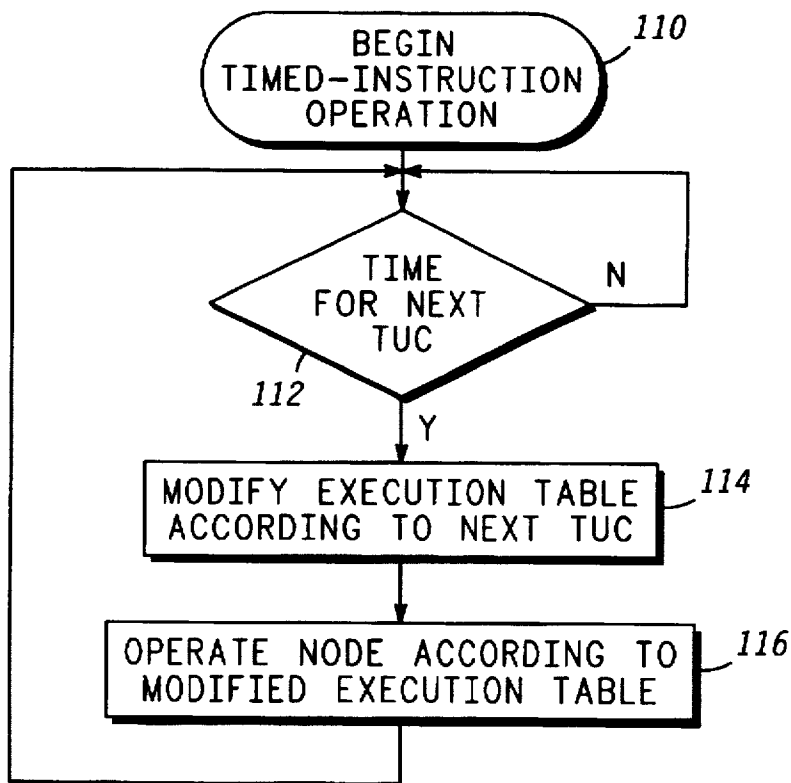 BEGIN
TIMED-INSTRUCTION
OPERATION
110
TIME
FOR NEXT
TUC
N
112
Y
MODIFY EXECUTION TABLE
ACCORDING TO NEXT TUC
114
OPERATE NODE ACCORDING TO
MODIFIED EXECUTION TABLE
116